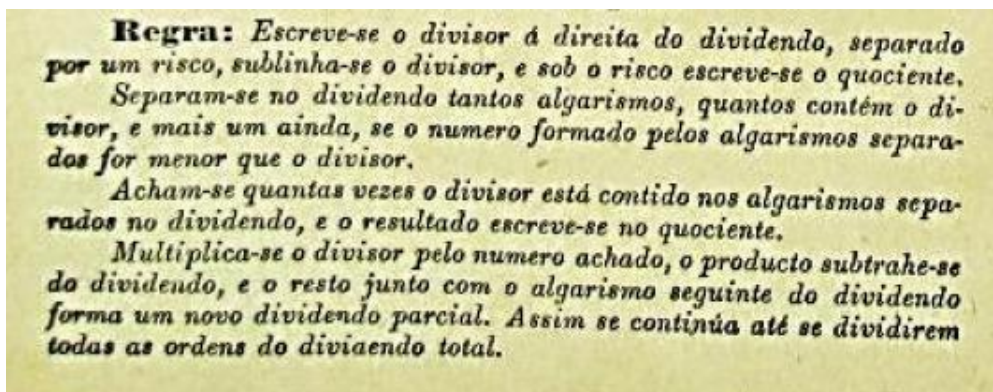 Regra: Escreve-se o divisor á direita do dividendo, separado
por um risco, sublinha-se o divisor, e sob o risco escreve-se o quociente.
Separam-se no dividendo tantos algarismos, quantos contém o di-
visor, e mais um ainda, se o numero formado pelos algarismos separa-
dos for menor que o divisor.
Acham-se quantas vezes o divisor está contido nos algarismos sepa-
rados no dividendo, e o resultado escreve-se no quociente.
Multiplica-se o divisor pelo numero achado, o producto subtrahe-se
do dividendo, e o resto junto com o algarismo seguinte do dividendo
forma um novo dividendo parcial. Assim se continúa até se dividirem
todas as ordens do dividendo total.